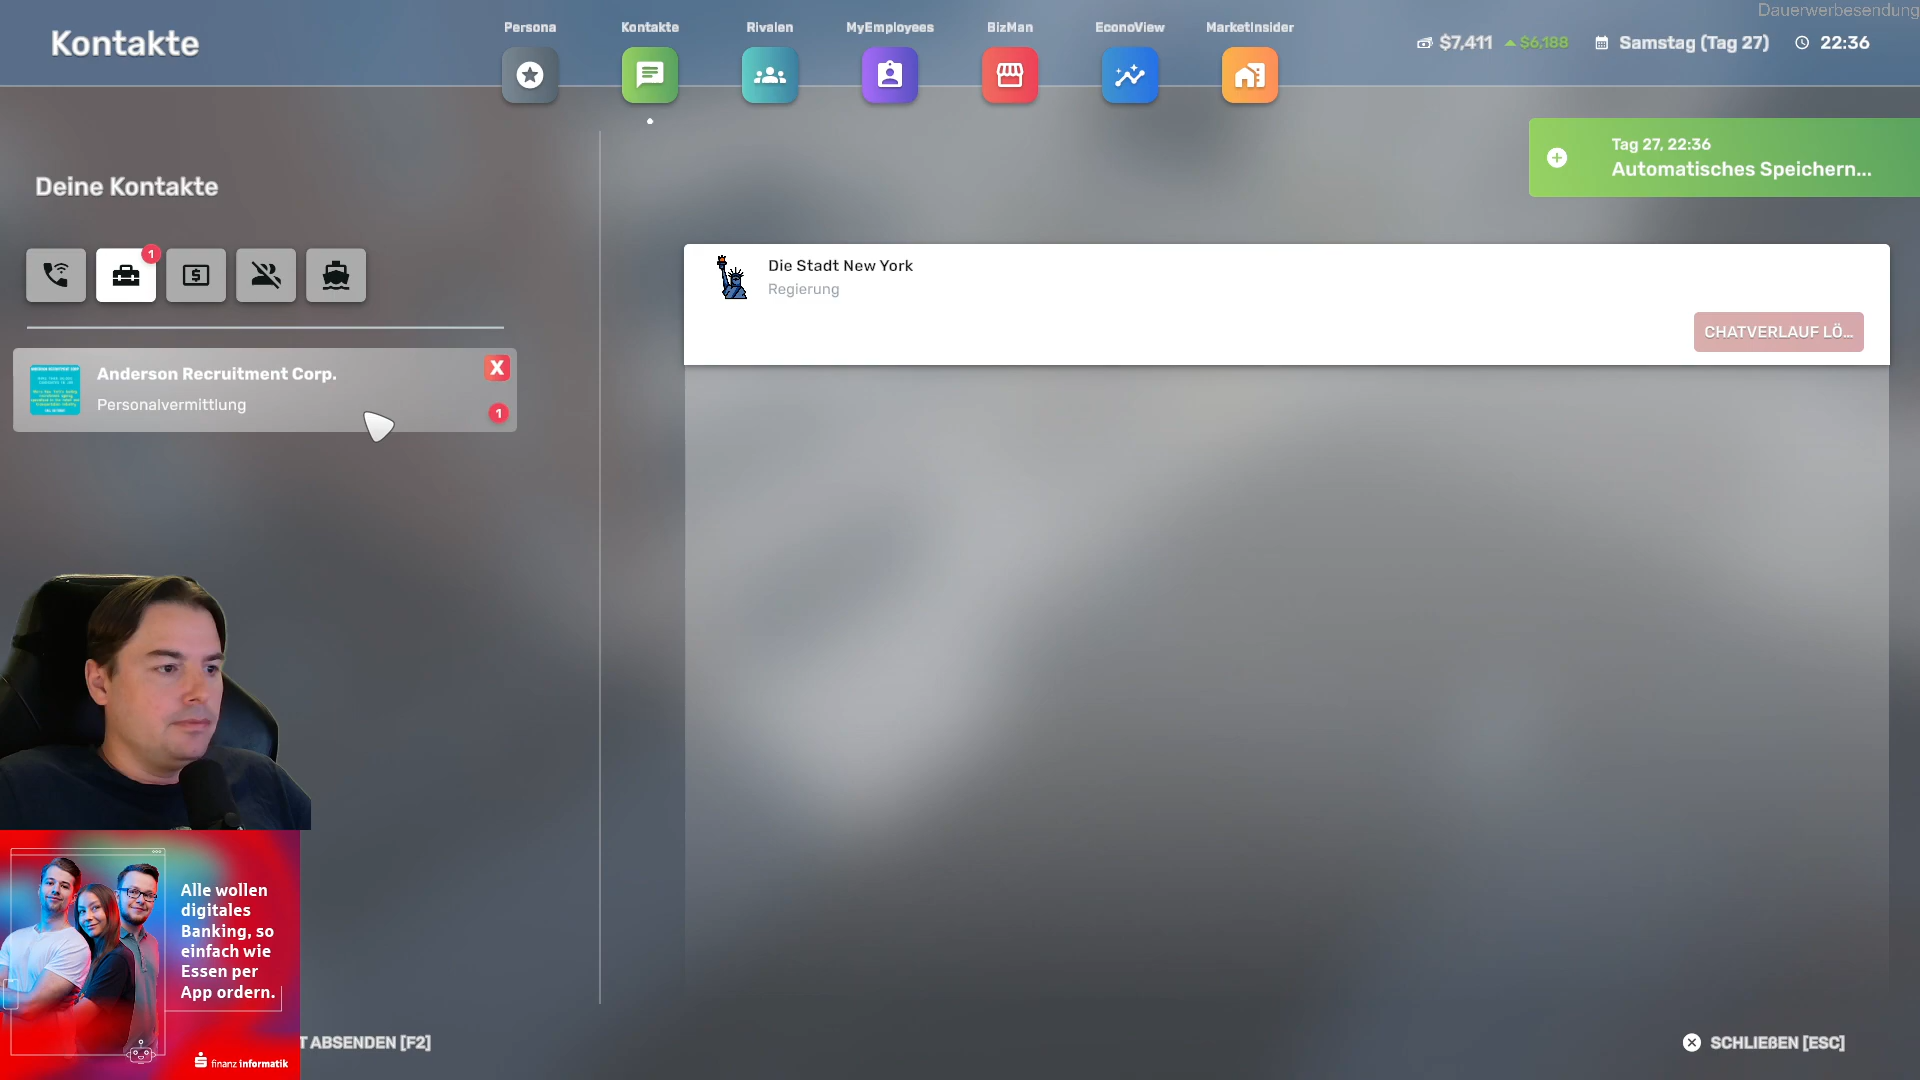 Dauerwerbesendung
Kontakte
Persona
Kontakte
Rivalen
MyEmployees
BizMan
EconoView
MarketInsider
$7,411
$6,188
Samstag (Tag 27)
22:36
Tag 27, 22:36
Automatisches Speichern...
Deine Kontakte
1
Anderson Recruitment Corp.
Personalvermittlung
X
1
Die Stadt New York
Regierung
CHATVERLAUF LÖ...
Alle wollen
digitales
Banking, so
einfach wie
Essen per
App ordern.
finanz informatik
T ABSENDEN [F2]
SCHLIEßEN [ESC]